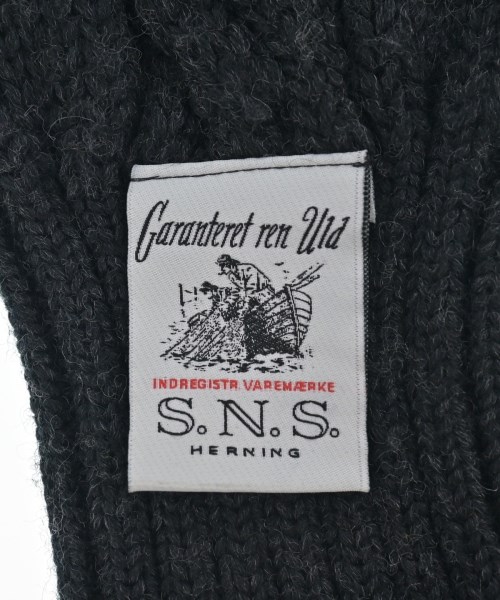 Garanteret ren Uld
INDREGISTR. VAREMÆRKE
S.N.S.
HERNING